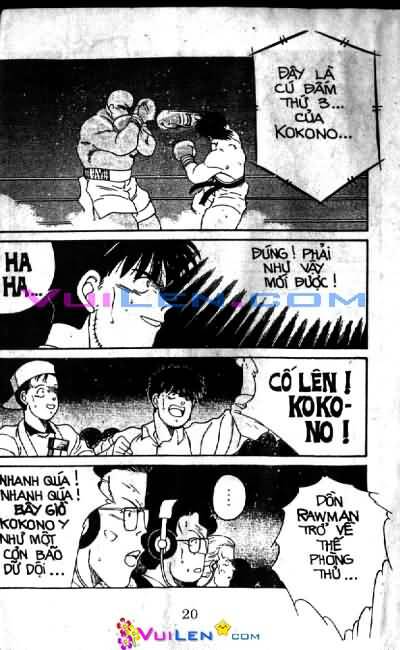 ĐÂY LÀ
CÚ ĐẤM
THỨ 3...
CỦA
KOKONO...
ĐÚNG! PHẢI
NHƯ VẬY
MỚI ĐƯỢC!
HA
HA...
VUILEN.COM
CỐ LÊN!
KOKO-
NO!
NHANH QUÁ!
NHANH QUÁ!
BÂY GIỜ
KOKONO Y
NHƯ MỘT
CƠN BÃO
DỮ DỘI...
...
DỒN
RAWMAN
TRỞ VỀ
THẾ
PHÒNG
THỦ...
20
VUILEN.COM